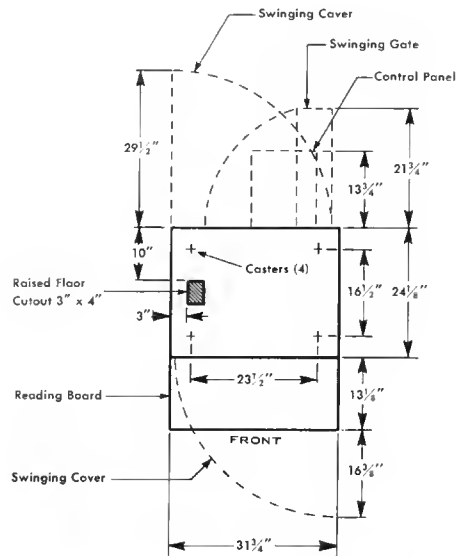 Swinging Cover
Swinging Gate
Control Panel
29½"
21¾"
13¾"
10"
Casters (4)
Raised Floor
Cutout 3" x 4"
3"
16½"
24⅛"
23½"
Reading Board
13⅛"
FRONT
16⅜"
Swinging Cover
31¾"